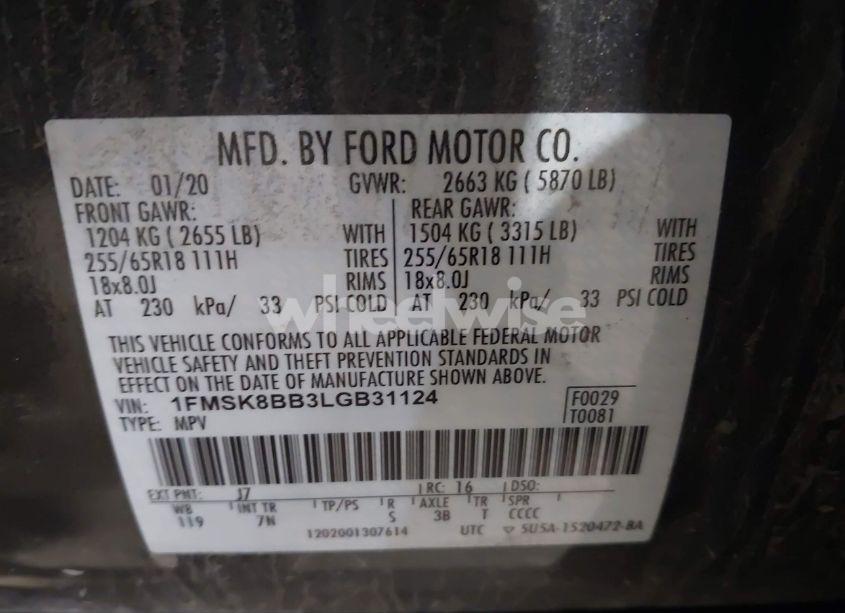 MFD. BY FORD MOTOR CO.
DATE: 01/20 GVWR: 2663 KG ( 5870 LB)
FRONT GAWR: REAR GAWR:
1204 KG ( 2655 LB) WITH 1504 KG ( 3315 LB) WITH
255/65R18 111H TIRES 255/65R18 111H TIRES
18x8.0J RIMS 18x8.0J RIMS
AT 230 kPa/ 33 PSI COLD AT 230 kPa/ 33 PSI COLD
wheelwise
THIS VEHICLE CONFORMS TO ALL APPLICABLE FEDERAL MOTOR
VEHICLE SAFETY AND THEFT PREVENTION STANDARDS IN
EFFECT ON THE DATE OF MANUFACTURE SHOWN ABOVE.
VIN: 1FMSK8BB3LGB31124 F0029
TYPE: MPV T0081
EXT PNT: J7 RC: 16 DSO:
WB INT TR TP/PS R AXLE TR SPR
119 7N S 3B T CCCC
1202001307614 UTC 5U5A-1520472-BA